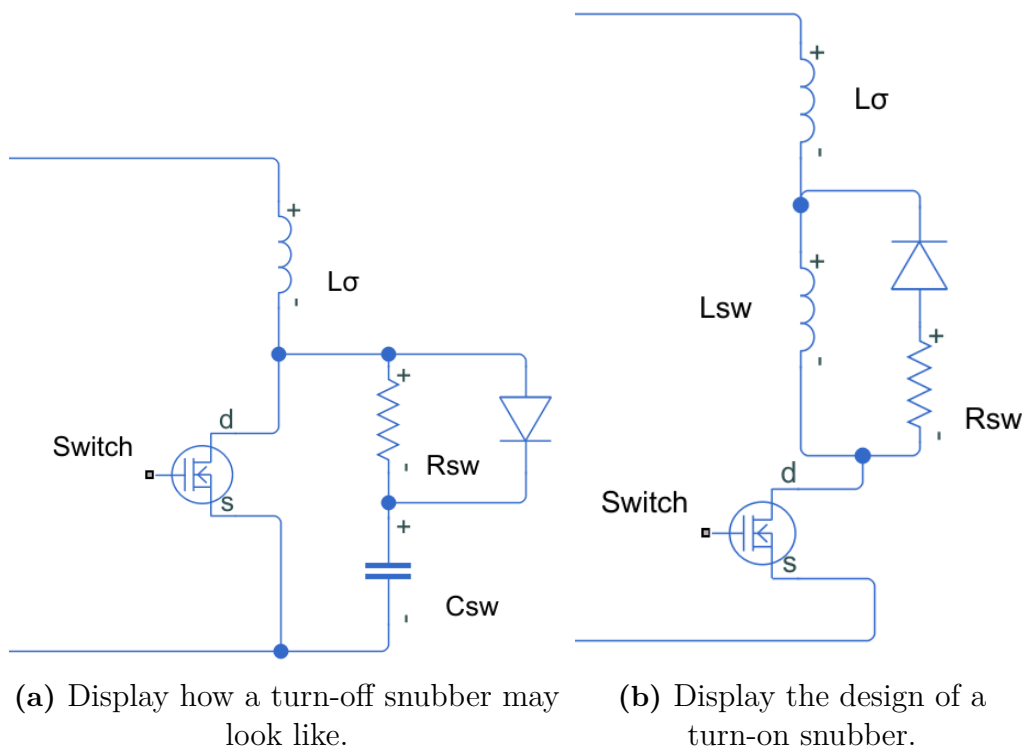 +
Lσ
-
d
Switch
s
+
Rsw
-
+
Csw
-
(a) Display how a turn-off snubber may
look like.
+
Lσ
-
+
Lsw
-
+
Rsw
-
d
Switch
s
(b) Display the design of a
turn-on snubber.